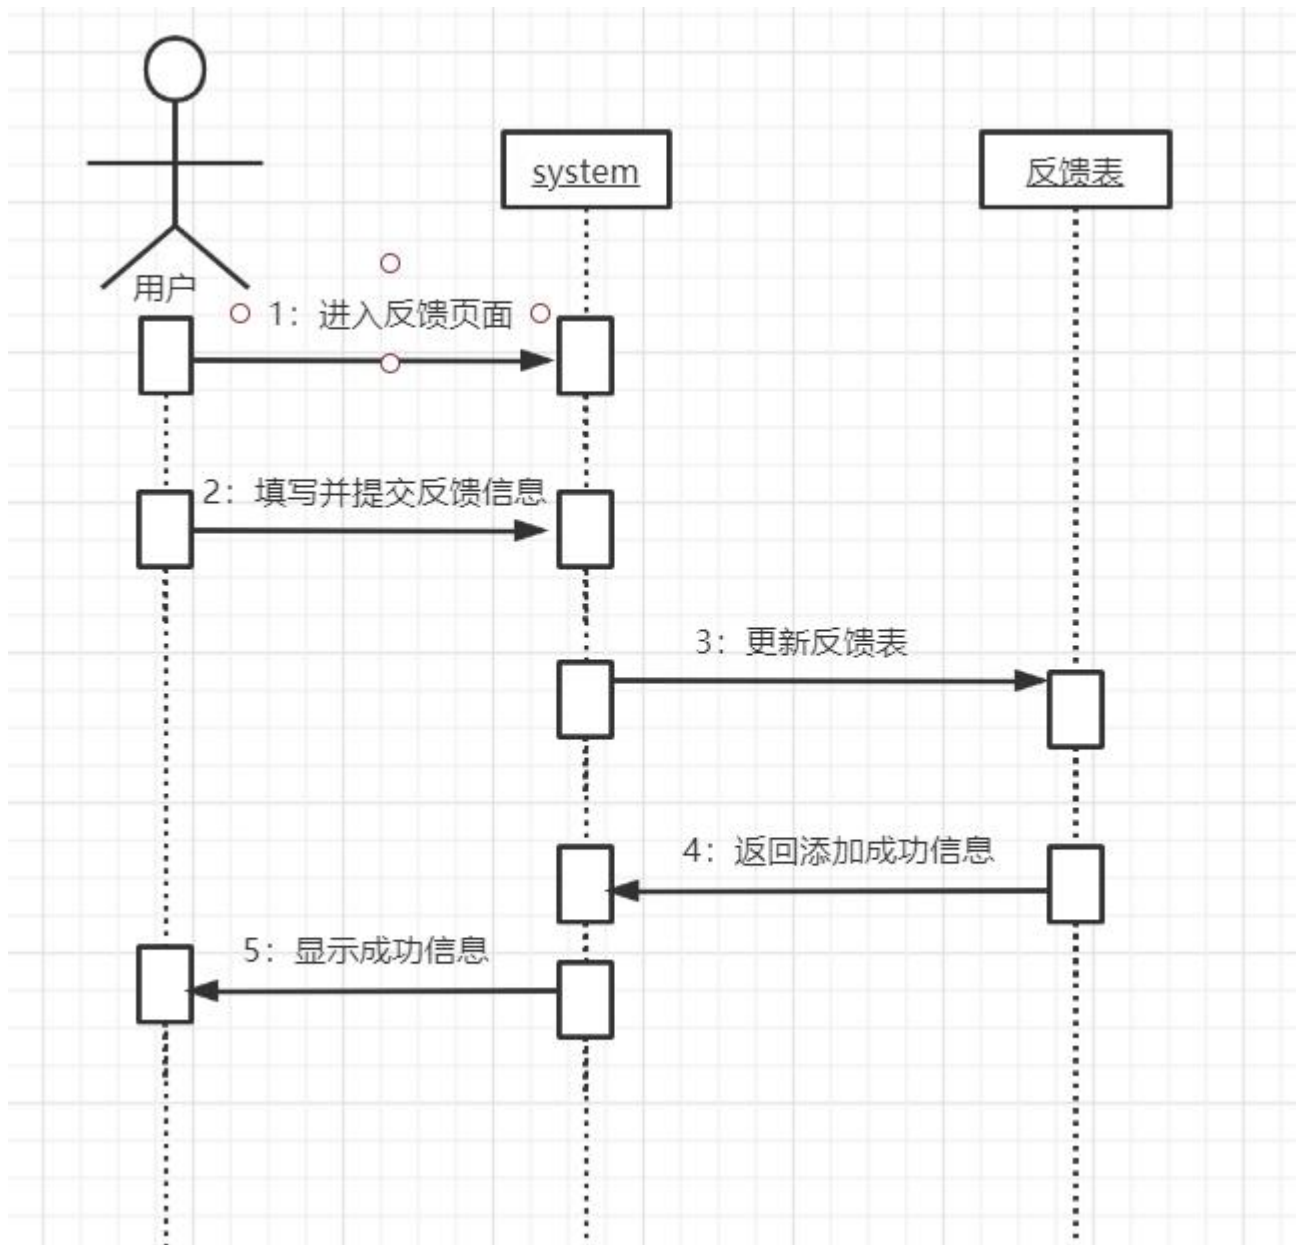 system
反馈表
用户
1：进入反馈页面
2：填写并提交反馈信息
3：更新反馈表
4：返回添加成功信息
5：显示成功信息